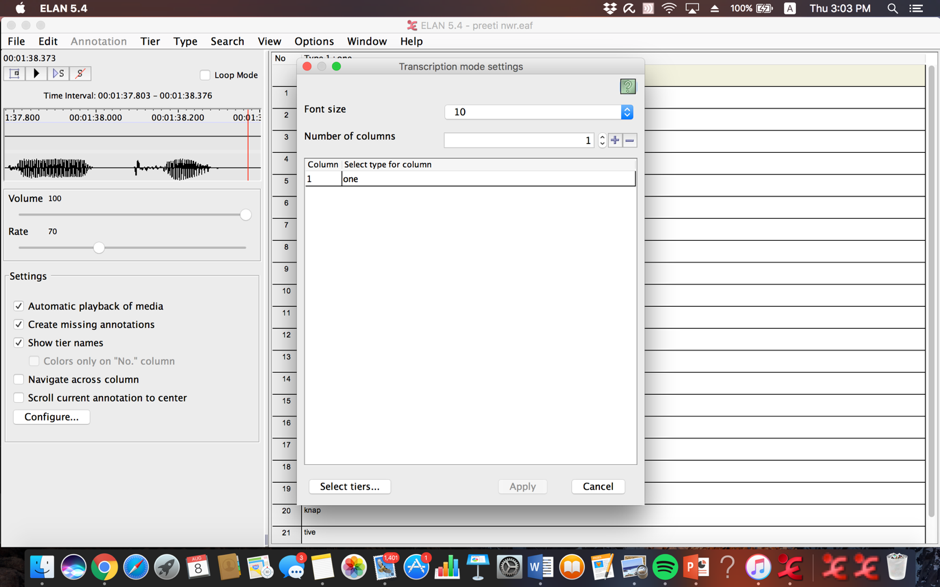 ELAN 5.4
100%
A
Thu 3:03 PM
ELAN 5.4 - preeti nwr.eaf
File Edit Annotation Tier Type Search View Options Window Help
00:01:38.373
No
Loop Mode
Time Interval: 00:01:37.803 - 00:01:38.376
1:37.800 00:01:38.000 00:01:38.200 00:01:3
Volume 100
Rate 70
Settings
Automatic playback of media
Create missing annotations
Show tier names
Colors only on "No." column
Navigate across column
Scroll current annotation to center
Configure...
Transcription mode settings
Font size 10
Number of columns 1
Column Select type for column
1 one
Select tiers... Apply Cancel
1
2
3
4
5
6
7
8
9
10
11
12
13
14
15
16
17
18
19
20 knap
21 tive
AUG
8
3
1,401
1